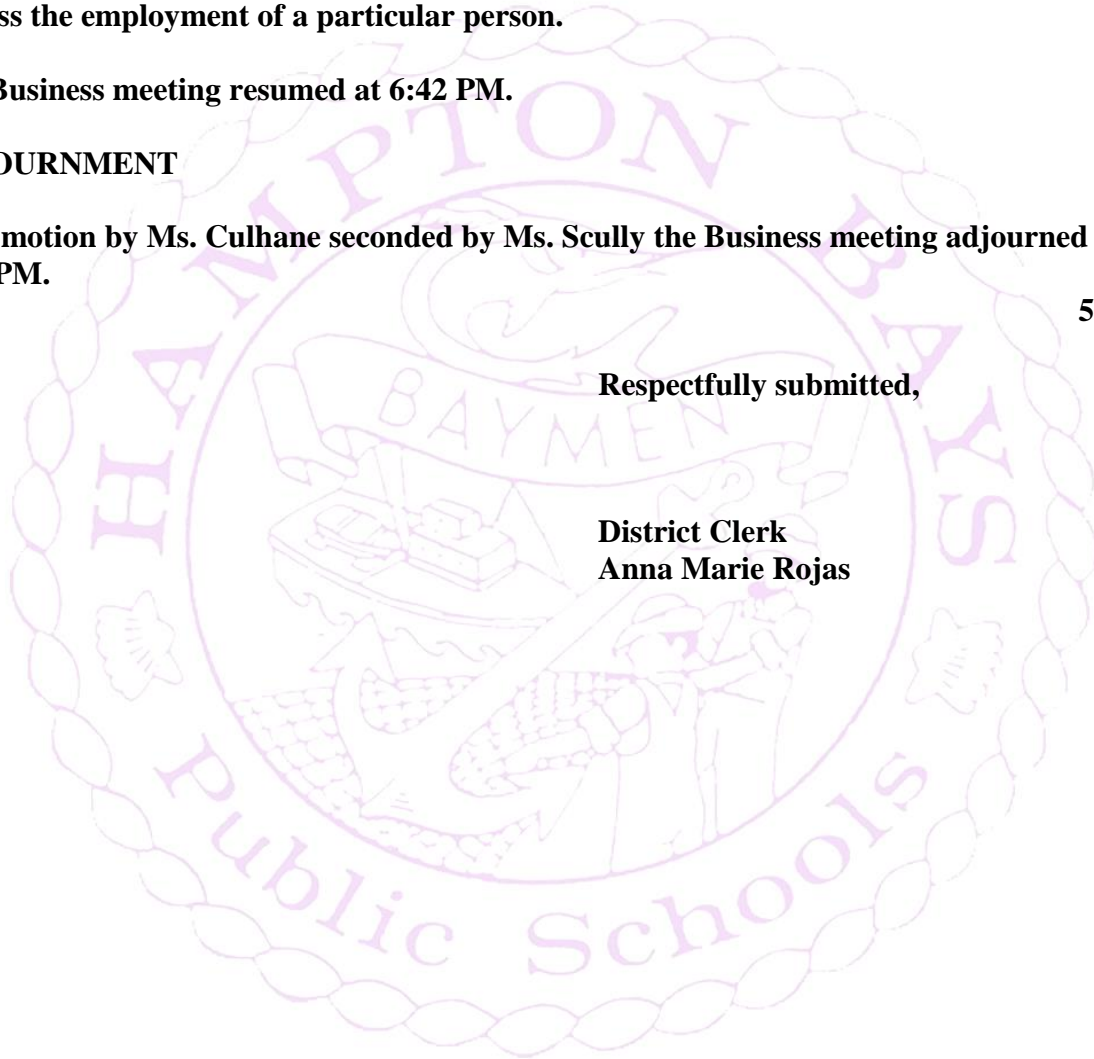 ss the employment of a particular person.
Business meeting resumed at 6:42 PM.
OURNMENT
motion by Ms. Culhane seconded by Ms. Scully the Business meeting adjourned
PM.
5
Respectfully submitted,
District Clerk
Anna Marie Rojas
HAMPTON BAYS
BAYMEN
Public Schools